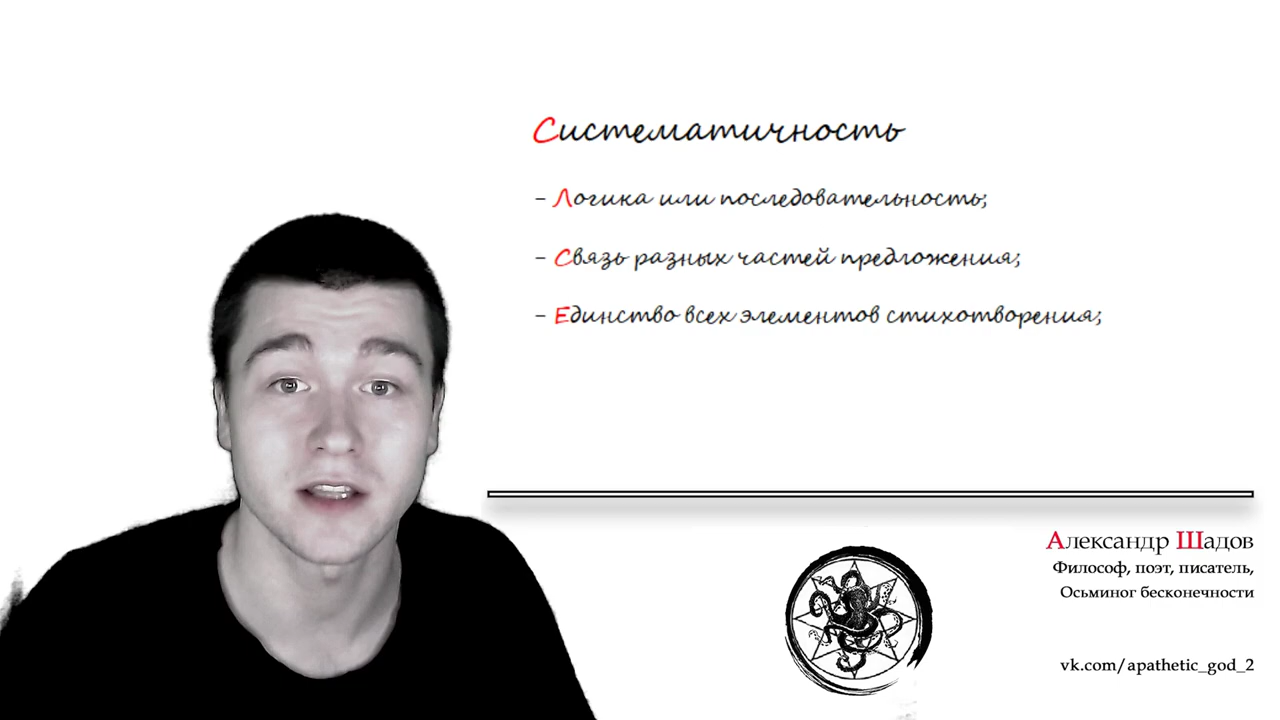 Систематичность
- Логика или последовательность;
- Связь разных частей предложения;
- Единство всех элементов стихотворения;
Александр Шадов
Философ, поэт, писатель,
Осьминог бесконечности
vk.com/apathetic_god_2